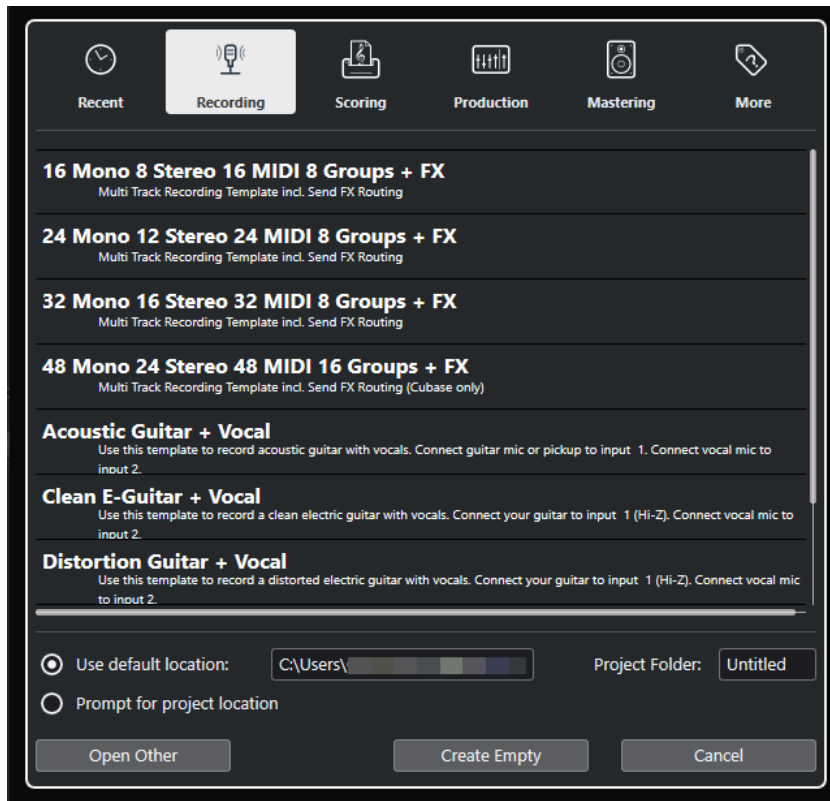 Recent Recording Scoring Production Mastering More
16 Mono 8 Stereo 16 MIDI 8 Groups + FX
Multi Track Recording Template incl. Send FX Routing
24 Mono 12 Stereo 24 MIDI 8 Groups + FX
Multi Track Recording Template incl. Send FX Routing
32 Mono 16 Stereo 32 MIDI 8 Groups + FX
Multi Track Recording Template incl. Send FX Routing
48 Mono 24 Stereo 48 MIDI 16 Groups + FX
Multi Track Recording Template incl. Send FX Routing (Cubase only)
Acoustic Guitar + Vocal
Use this template to record acoustic guitar with vocals. Connect guitar mic or pickup to input 1. Connect vocal mic to
input 2.
Clean E-Guitar + Vocal
Use this template to record a clean electric guitar with vocals. Connect your guitar to input 1 (Hi-Z). Connect vocal mic to
input 2.
Distortion Guitar + Vocal
Use this template to record a distorted electric guitar with vocals. Connect your guitar to input 1 (Hi-Z). Connect vocal mic
to input 2.
Use default location: C:\Users\ Project Folder: Untitled
Prompt for project location
Open Other Create Empty Cancel